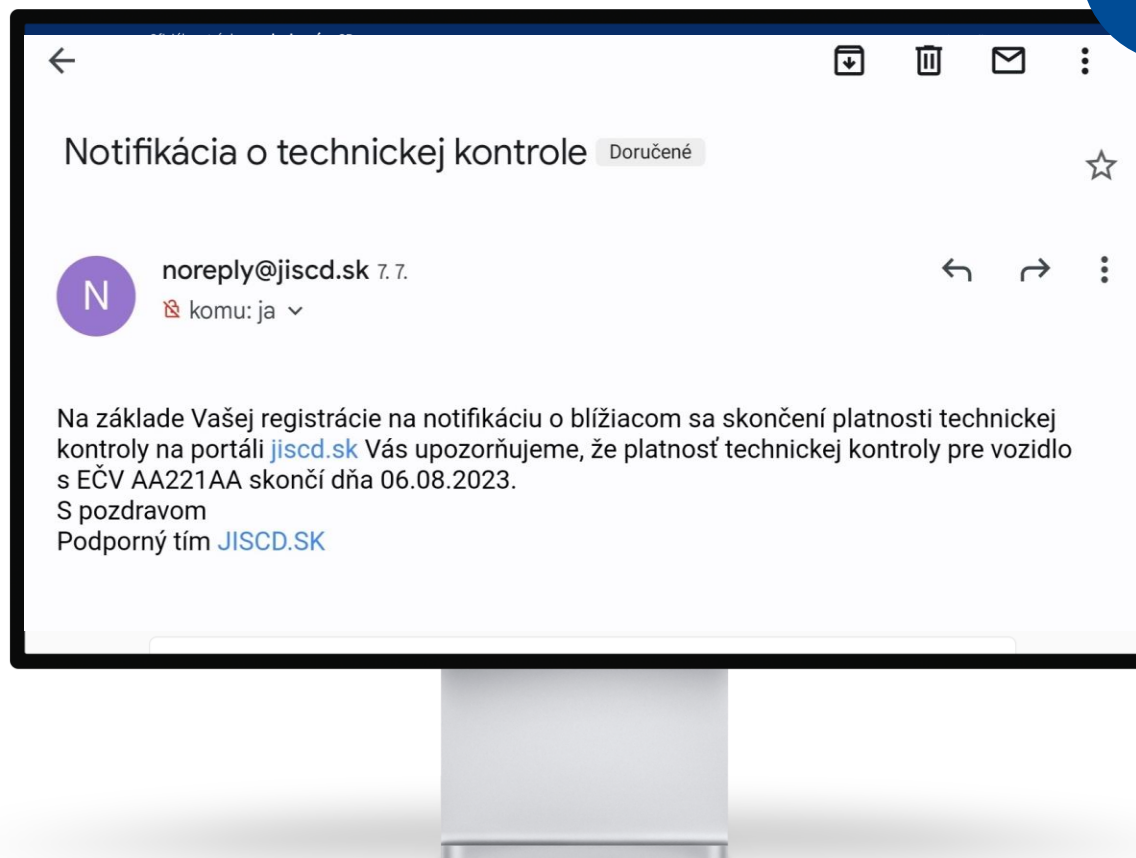 Notifikácia o technickej kontrole Doručené
N
noreply@jiscd.sk 7. 7.
komu: ja
Na základe Vašej registrácie na notifikáciu o blížiacom sa skončení platnosti technickej
kontroly na portáli jiscd.sk Vás upozorňujeme, že platnosť technickej kontroly pre vozidlo
s EČV AA221AA skončí dňa 06.08.2023.
S pozdravom
Podporný tím JISCD.SK